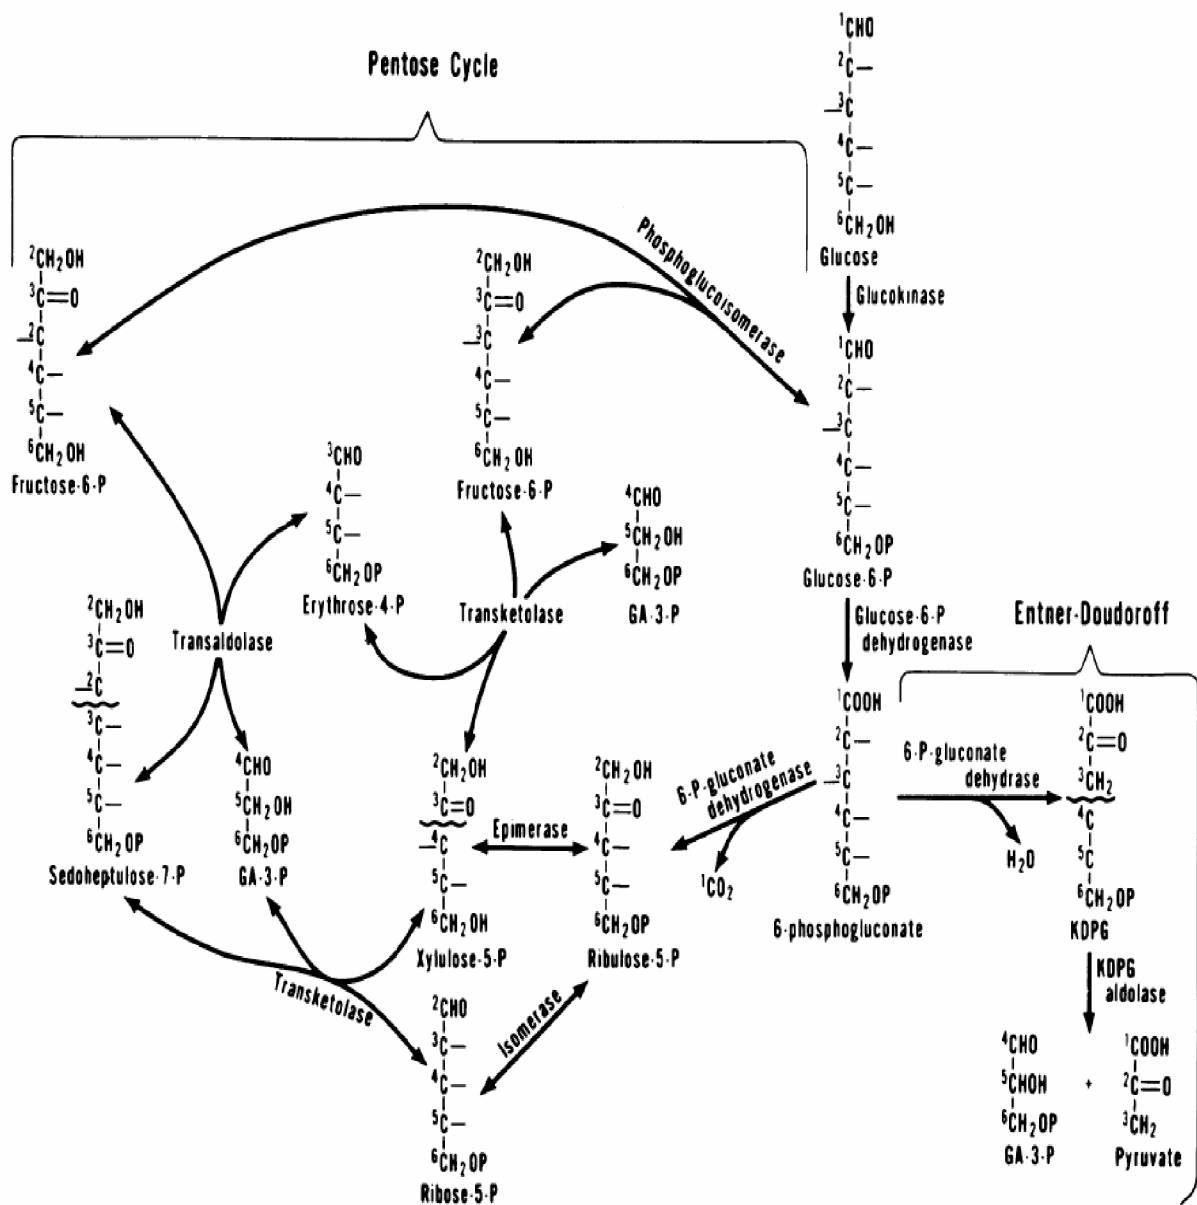 Pentose Cycle
¹CHO
²C—
—³C
⁴C—
⁵C—
⁶CH₂OH
Glucose
Glucokinase
Phosphoglucoisomerase
²CH₂OH
³C=O
—²C
⁴C—
⁵C—
⁶CH₂OH
Fructose·6·P
²CH₂OH
³C=O
—³C
⁴C—
⁵C—
⁶CH₂OH
Fructose·6·P
¹CHO
²C—
—³C
⁴C—
⁵C—
⁶CH₂OP
Glucose·6·P
³CHO
⁴C—
⁵C—
⁶CH₂OP
Erythrose·4·P
⁴CHO
⁵CH₂OH
⁶CH₂OP
GA·3·P
Transaldolase
Transketolase
Glucose·6·P
dehydrogenase
Entner-Doudoroff
²CH₂OH
³C=O
—²C
³C—
⁴C—
⁵C—
⁶CH₂OP
Sedoheptulose·7·P
⁴CHO
⁵CH₂OH
⁶CH₂OP
GA·3·P
²CH₂OH
³C=O
—⁴C
⁵C—
⁶CH₂OH
Xylulose·5·P
Epimerase
²CH₂OH
³C=O
⁴C—
⁵C—
⁶CH₂OP
Ribulose·5·P
6-P-gluconate
dehydrogenase
¹CO₂
¹COOH
²C—
—³C
⁴C—
⁵C—
⁶CH₂OP
6-phosphogluconate
6-P-gluconate
dehydrase
H₂O
¹COOH
²C=O
³CH₂
⁴C
⁵C
⁶CH₂OP
KDPG
KDPG
aldolase
Transketolase
Isomerase
²CHO
³C—
⁴C—
⁵C—
⁶CH₂OP
Ribose·5·P
⁴CHO
⁵CHOH
⁶CH₂OP
GA·3·P
+
¹COOH
²C=O
³CH₂
Pyruvate